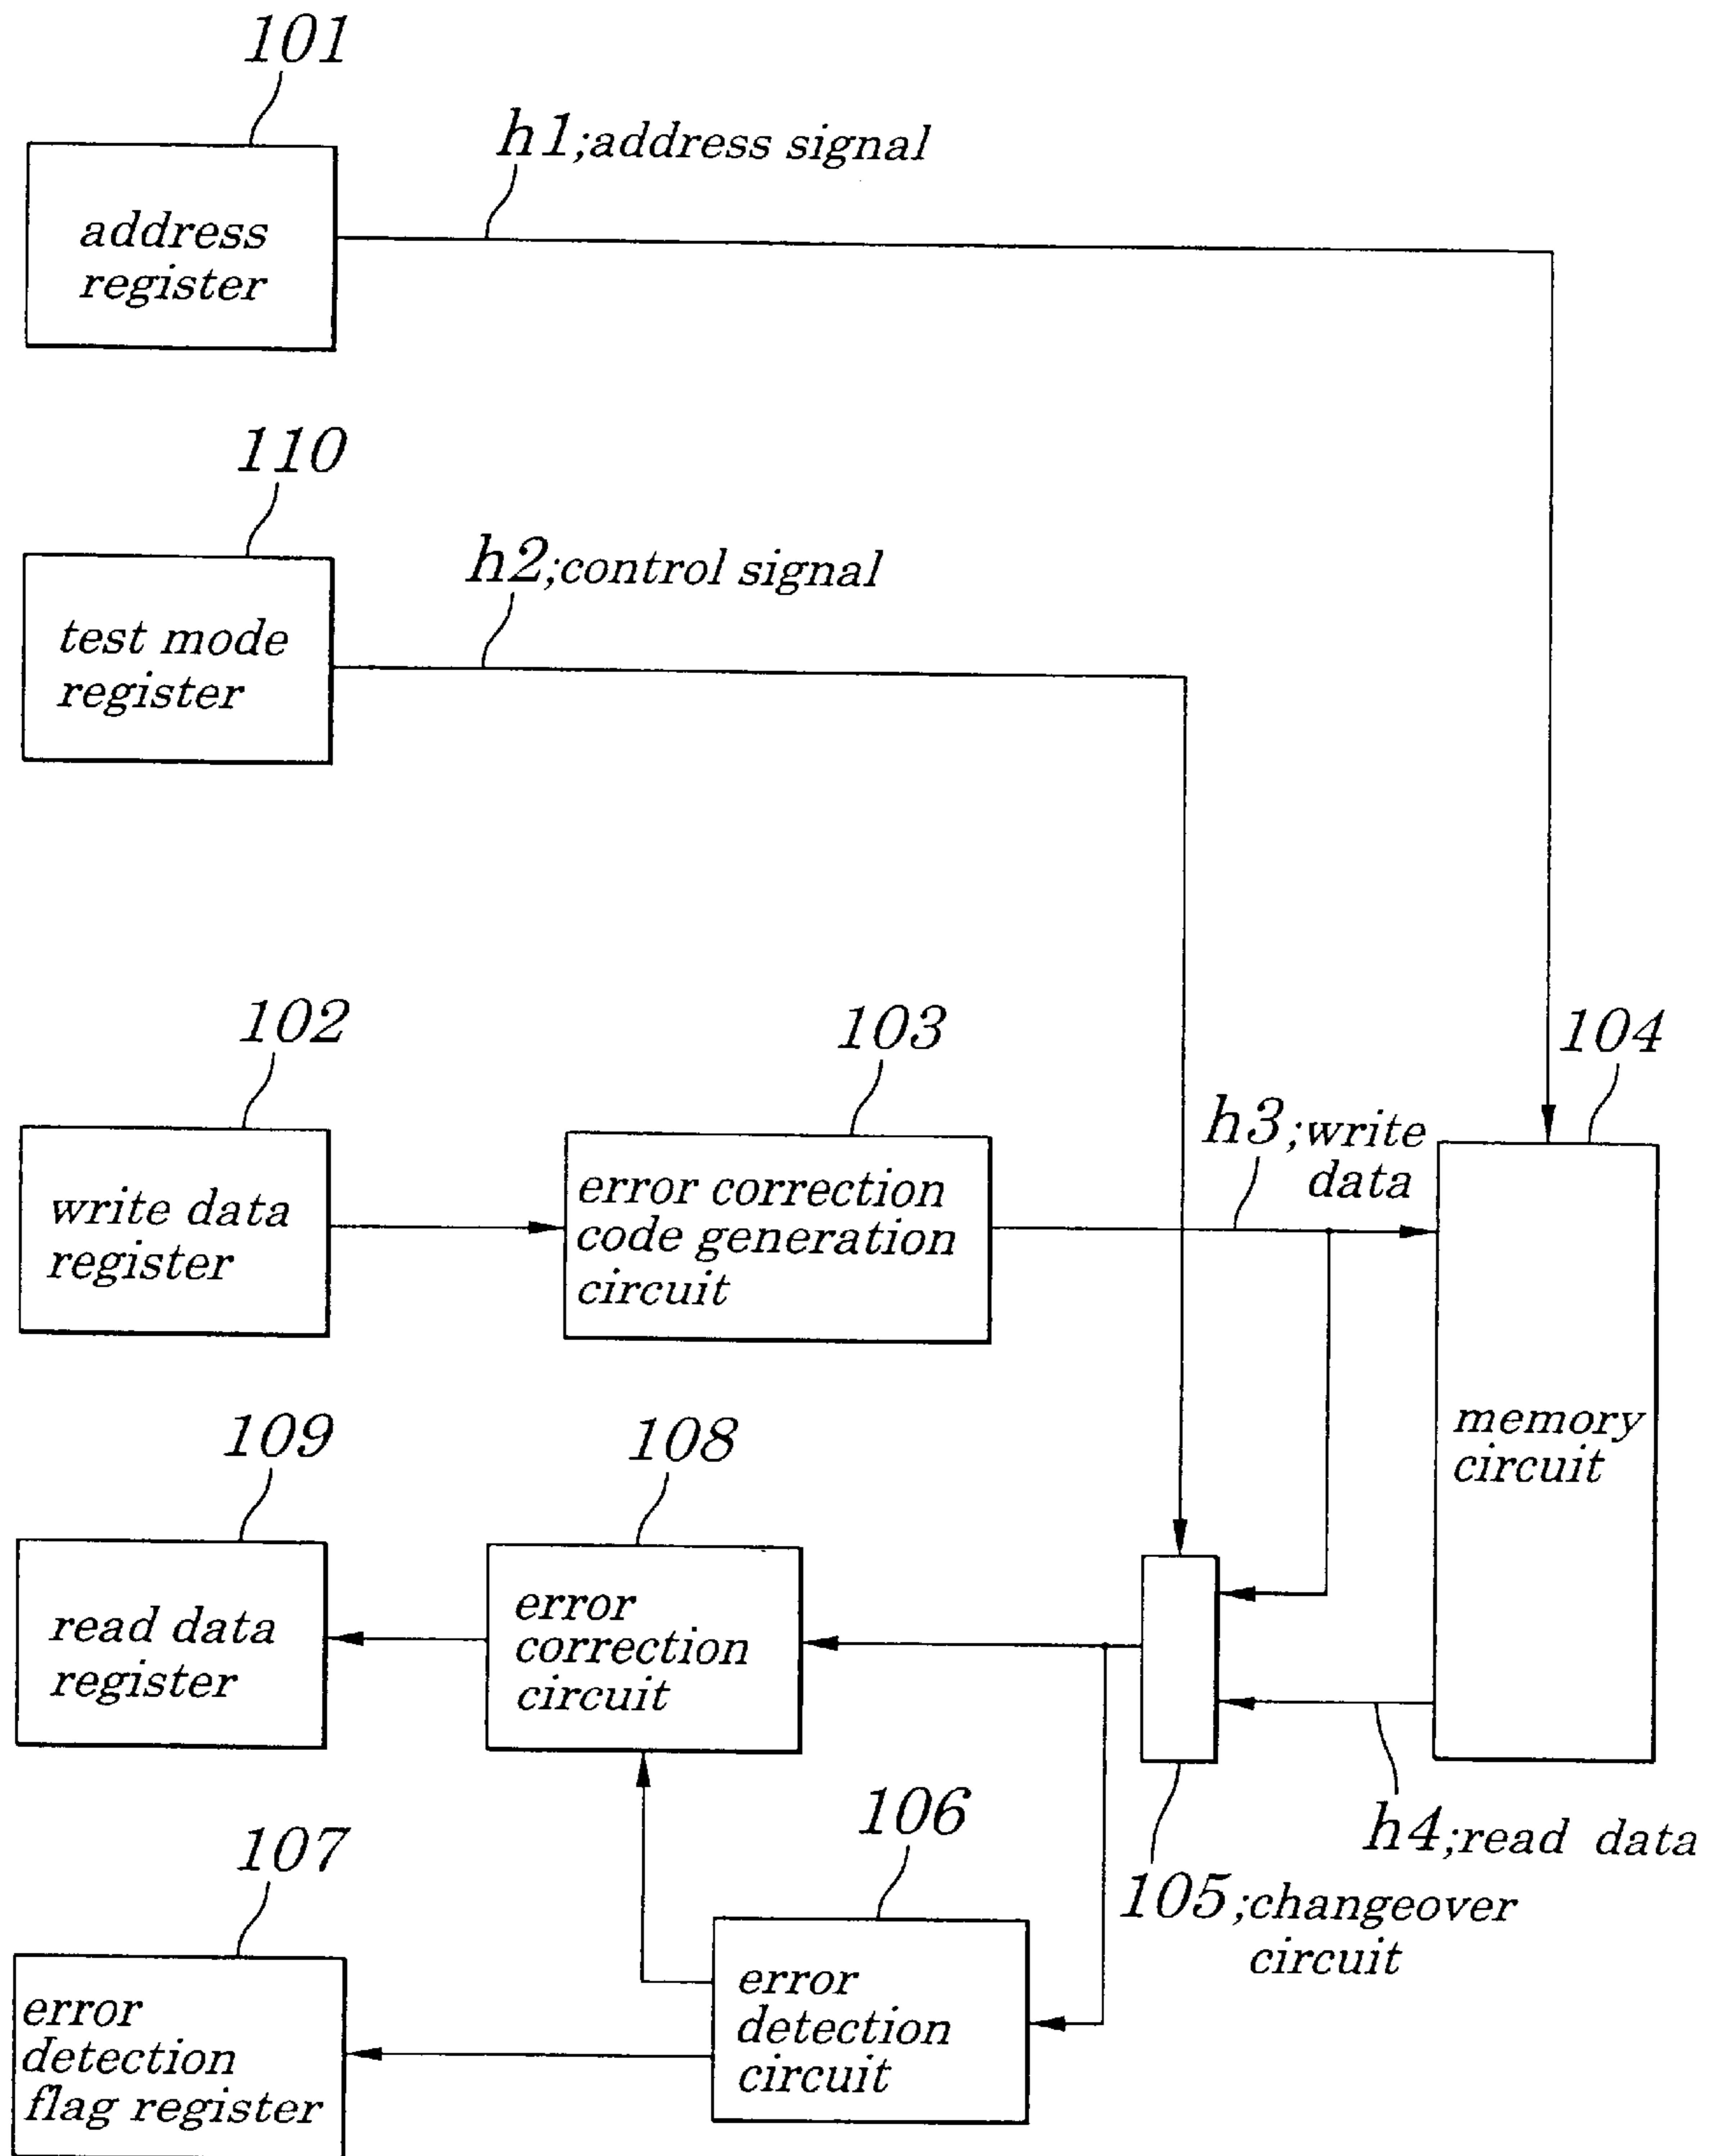 101
h1;address signal
address
register
110
h2;control signal
test mode
register
102
103
104
h3;write
data
write data
register
error correction
code generation
circuit
memory
circuit
109
108
read data
register
error
correction
circuit
106
h4;read data
107
105;changeover
circuit
error
detection
circuit
error
detection
flag register